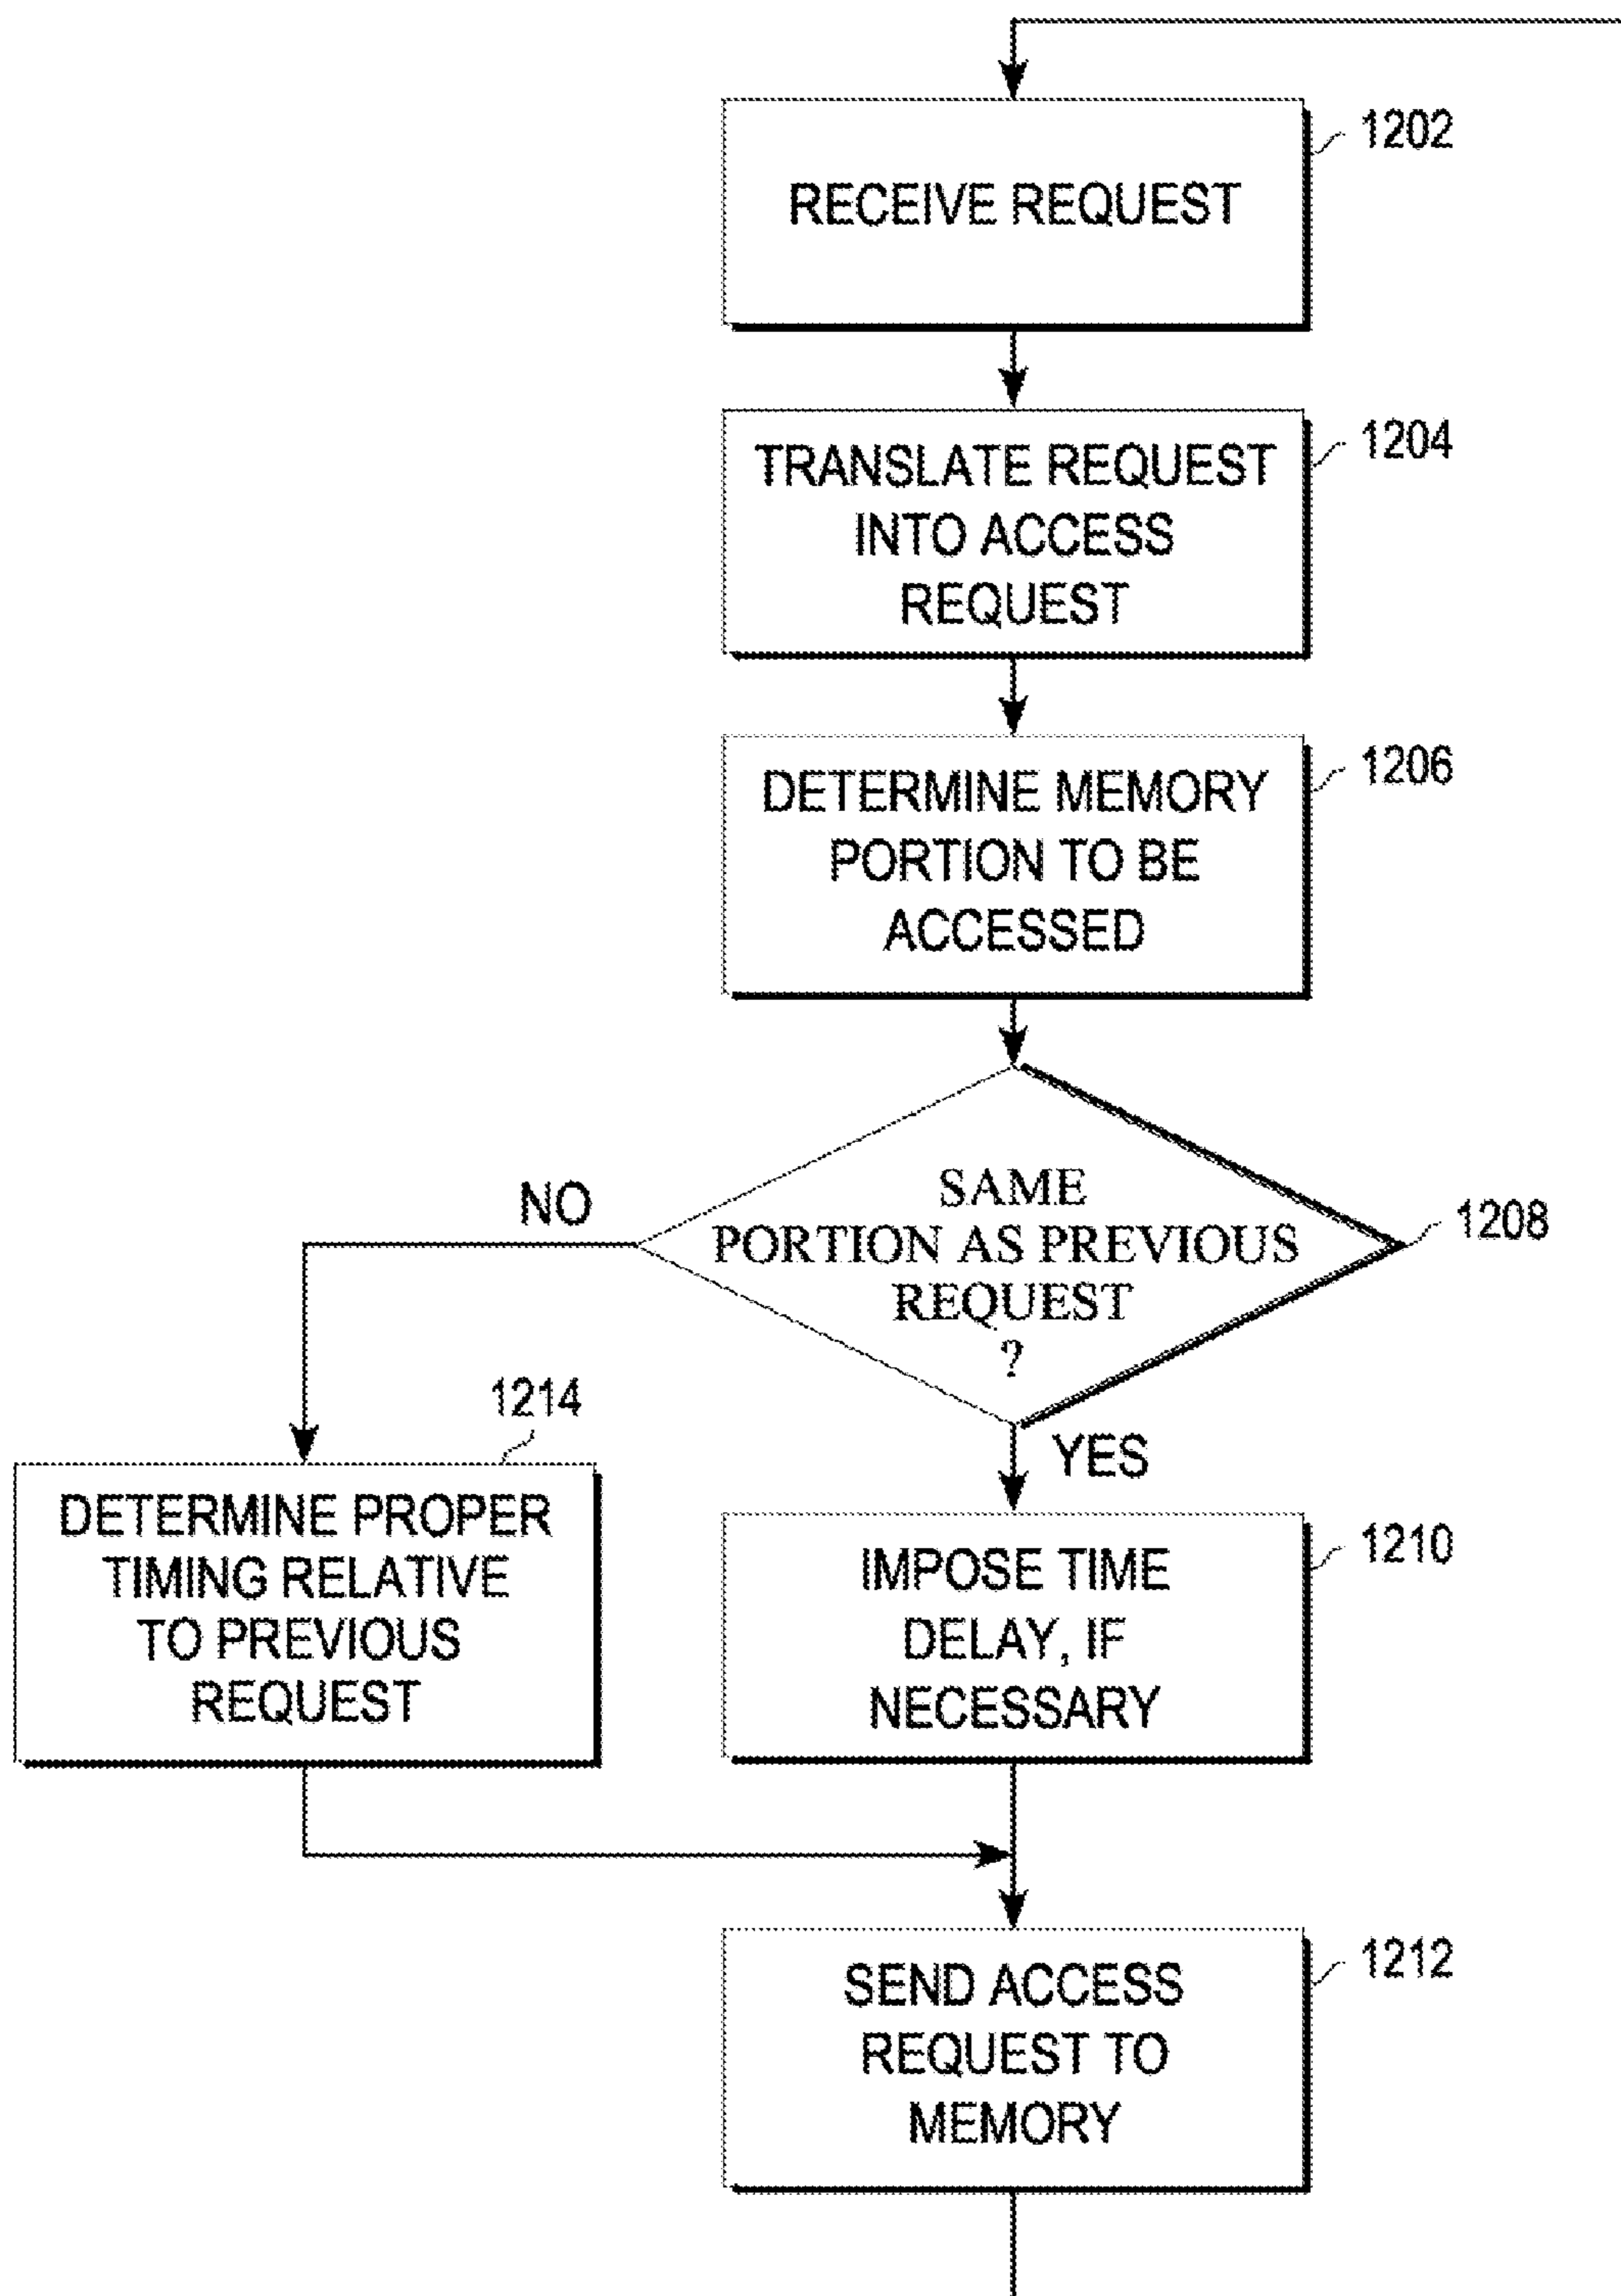 1202
RECEIVE REQUEST
1204
TRANSLATE REQUEST
INTO ACCESS
REQUEST
1206
DETERMINE MEMORY
PORTION TO BE
ACCESSED
NO
SAME
PORTION AS PREVIOUS
REQUEST
?
1208
1214
YES
DETERMINE PROPER
TIMING RELATIVE
TO PREVIOUS
REQUEST
1210
IMPOSE TIME
DELAY, IF
NECESSARY
1212
SEND ACCESS
REQUEST TO
MEMORY